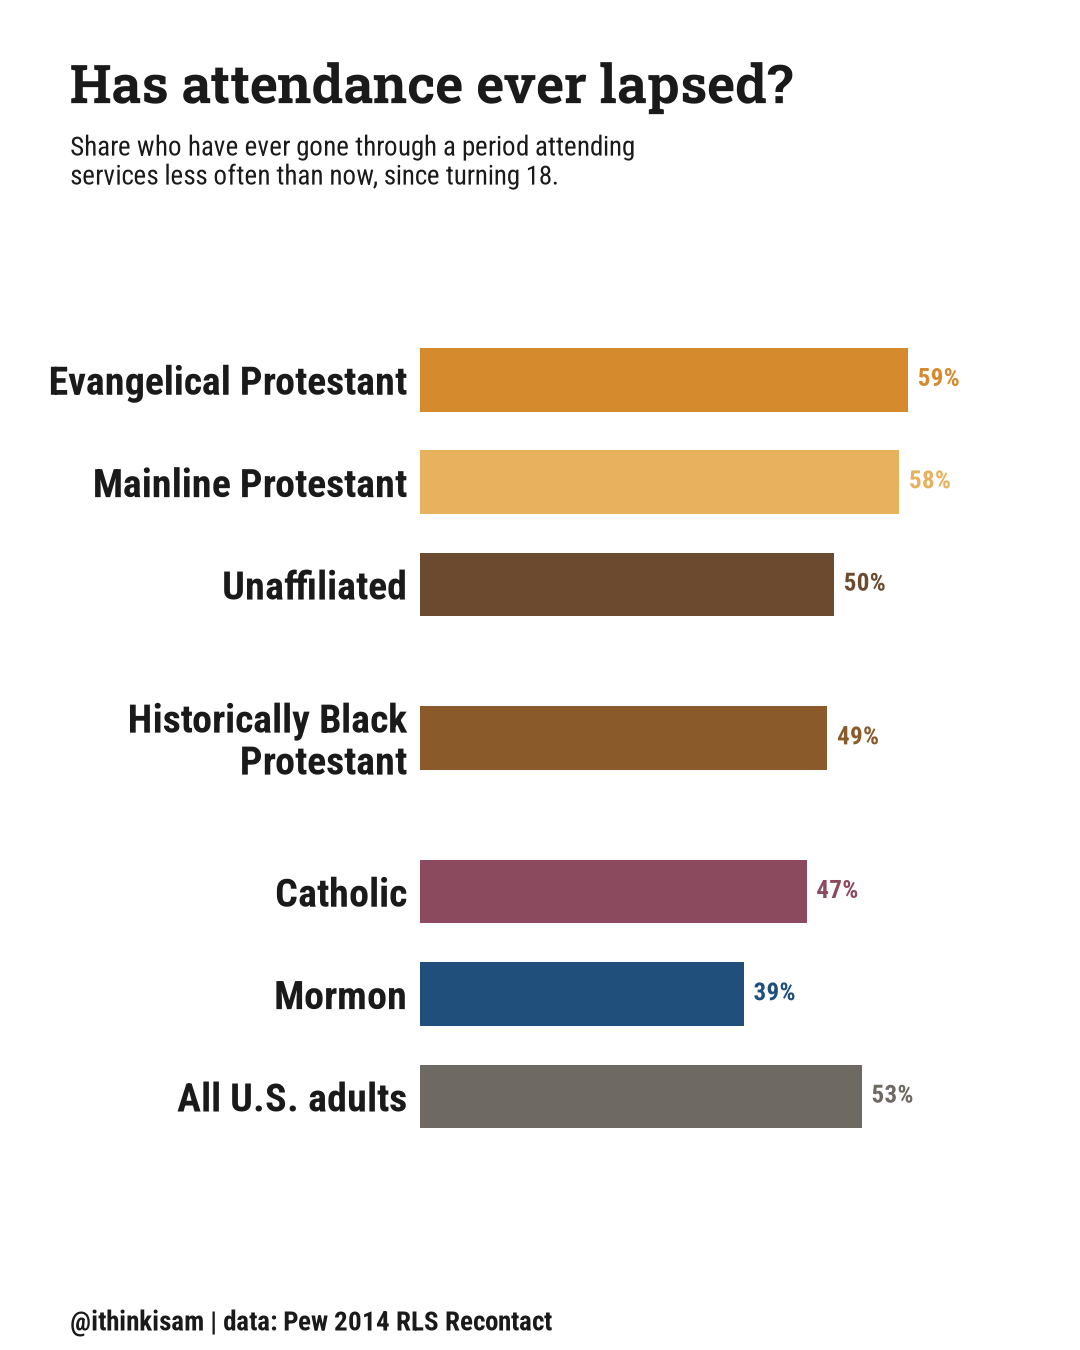 Has attendance ever lapsed?
Share who have ever gone through a period attending
services less often than now, since turning 18.
Evangelical Protestant 59%
Mainline Protestant 58%
Unaffiliated 50%
Historically Black
Protestant 49%
Catholic 47%
Mormon 39%
All U.S. adults 53%
@ithinkisam | data: Pew 2014 RLS Recontact